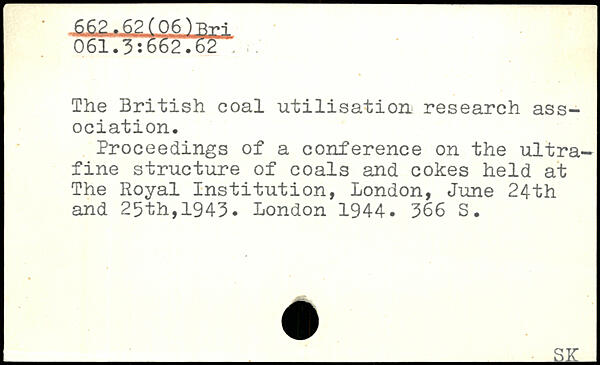 662.62(06)Bri
061.3:662.62
The British coal utilisation research ass-
ociation.
Proceedings of a conference on the ultra-
fine structure of coals and cokes held at
The Royal Institution, London, June 24th
and 25th,1943. London 1944. 366 S.
SK